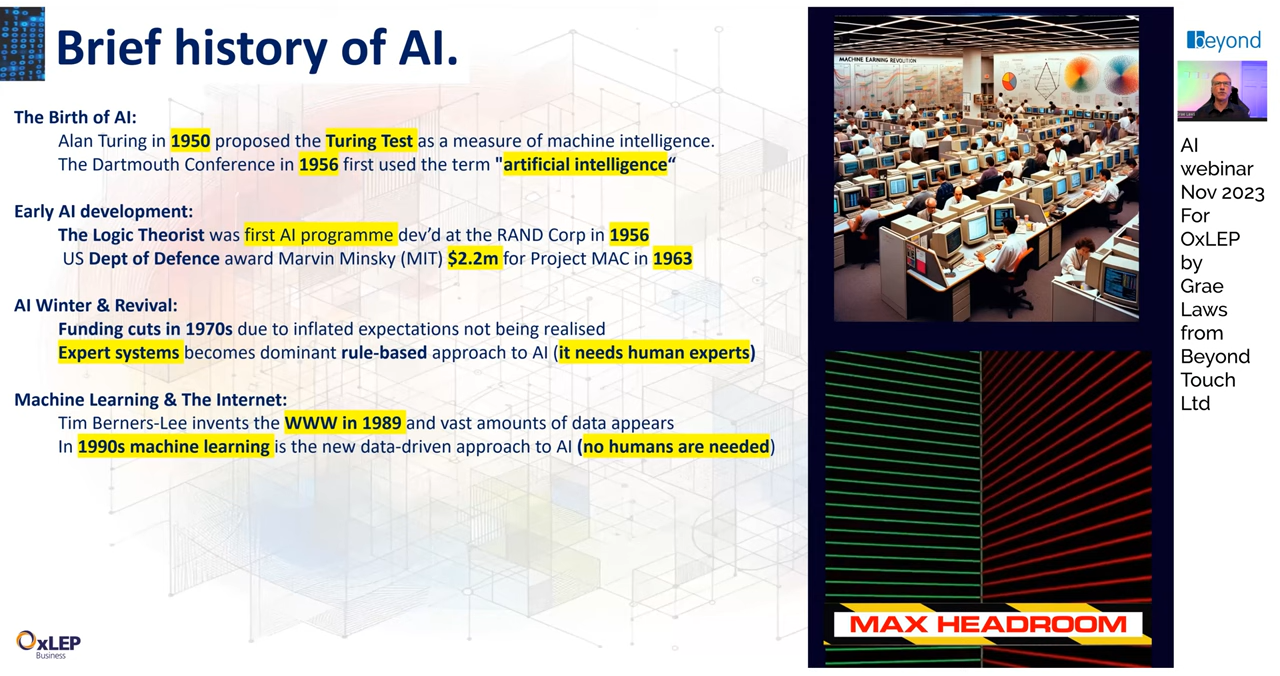 Brief history of AI.
The Birth of AI:
Alan Turing in 1950 proposed the Turing Test as a measure of machine intelligence.
The Dartmouth Conference in 1956 first used the term "artificial intelligence“
Early AI development:
The Logic Theorist was first AI programme dev’d at the RAND Corp in 1956
US Dept of Defence award Marvin Minsky (MIT) $2.2m for Project MAC in 1963
AI Winter & Revival:
Funding cuts in 1970s due to inflated expectations not being realised
Expert systems becomes dominant rule-based approach to AI (it needs human experts)
Machine Learning & The Internet:
Tim Berners-Lee invents the WWW in 1989 and vast amounts of data appears
In 1990s machine learning is the new data-driven approach to AI (no humans are needed)
OxLEP
Business
MAX HEADROOM
beyond
AI
webinar
Nov 2023
For
OxLEP
by
Grae
Laws
from
Beyond
Touch
Ltd